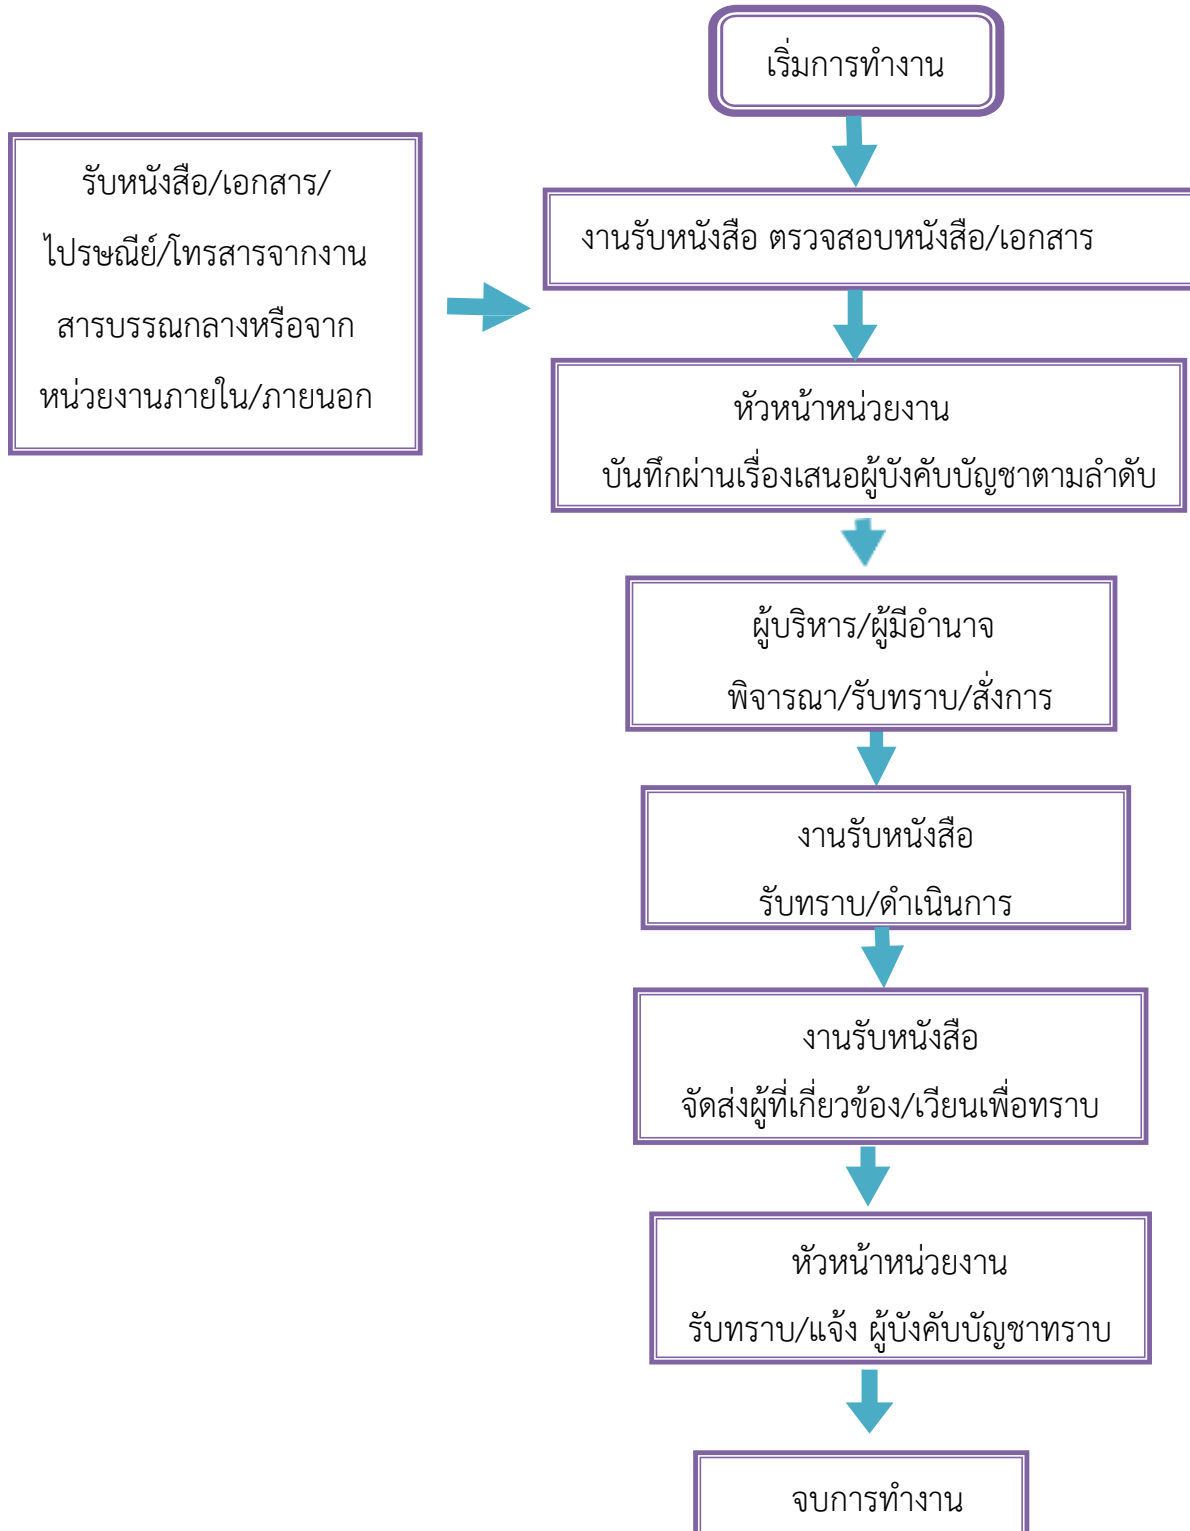 เริ่มการทำงาน
รับหนังสือ/เอกสาร/
ไปรษณีย์/โทรสารจากงาน
สารบรรณกลางหรือจาก
หน่วยงานภายใน/ภายนอก
งานรับหนังสือ ตรวจสอบหนังสือ/เอกสาร
หัวหน้าหน่วยงาน
บันทึกผ่านเรื่องเสนอผู้บังคับบัญชาตามลำดับ
ผู้บริหาร/ผู้มีอำนาจ
พิจารณา/รับทราบ/สั่งการ
งานรับหนังสือ
รับทราบ/ดำเนินการ
งานรับหนังสือ
จัดส่งผู้ที่เกี่ยวข้อง/เวียนเพื่อทราบ
หัวหน้าหน่วยงาน
รับทราบ/แจ้ง ผู้บังคับบัญชาทราบ
จบการทำงาน